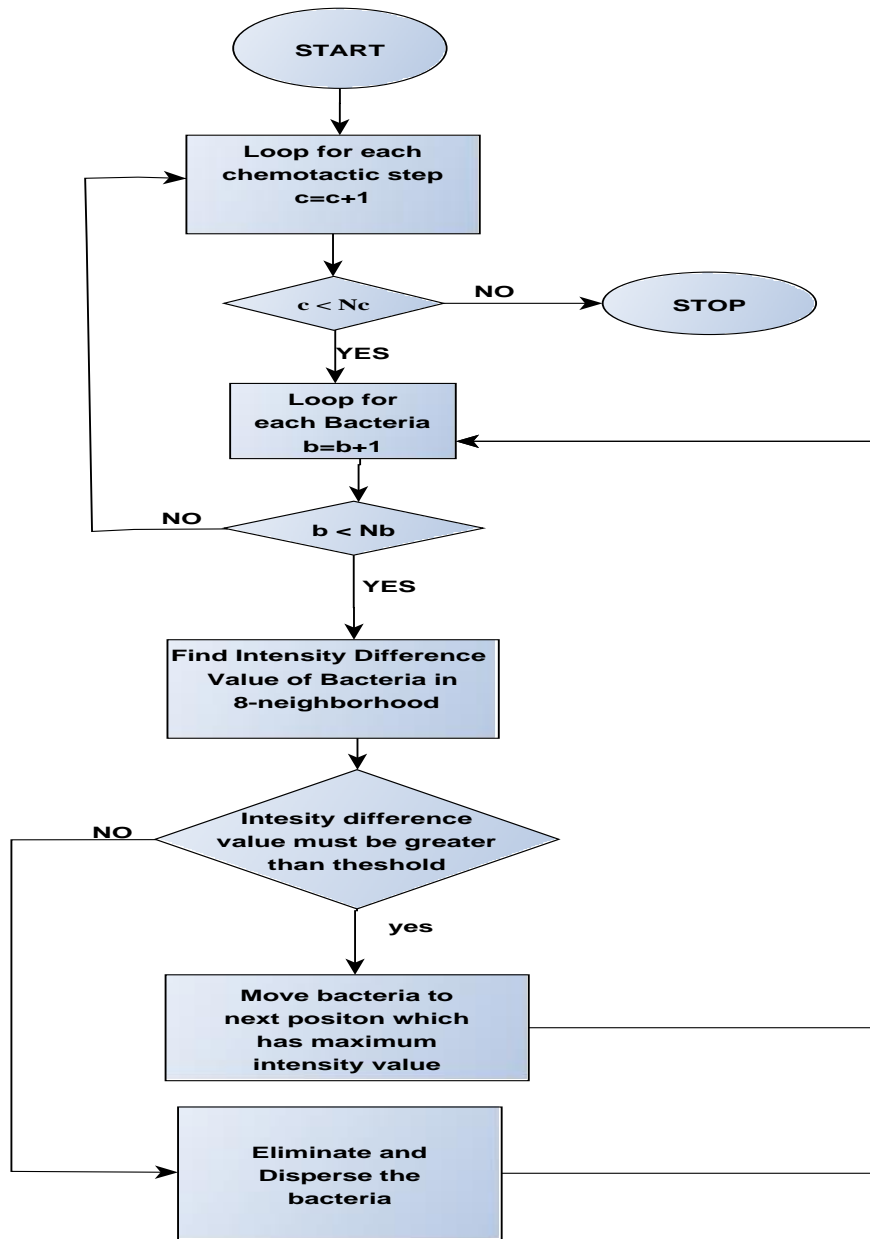 START
Loop for each
chemotactic step
c=c+1
c < Nc
NO
STOP
YES
Loop for
each Bacteria
b=b+1
NO
b < Nb
YES
Find Intensity Difference
Value of Bacteria in
8-neighborhood
NO
Intesity difference
value must be greater
than theshold
yes
Move bacteria to
next positon which
has maximum
intensity value
Eliminate and
Disperse the
bacteria